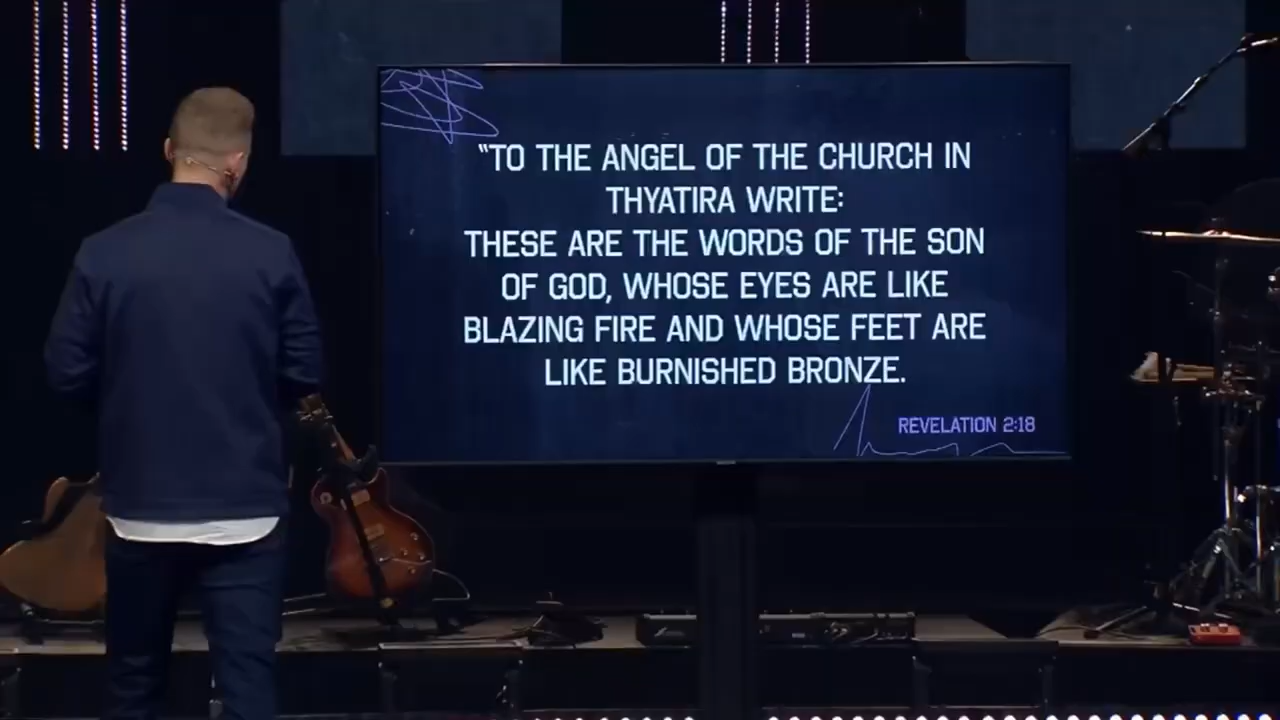 “TO THE ANGEL OF THE CHURCH IN
THYATIRA WRITE:
THESE ARE THE WORDS OF THE SON
OF GOD, WHOSE EYES ARE LIKE
BLAZING FIRE AND WHOSE FEET ARE
LIKE BURNISHED BRONZE.
REVELATION 2:18